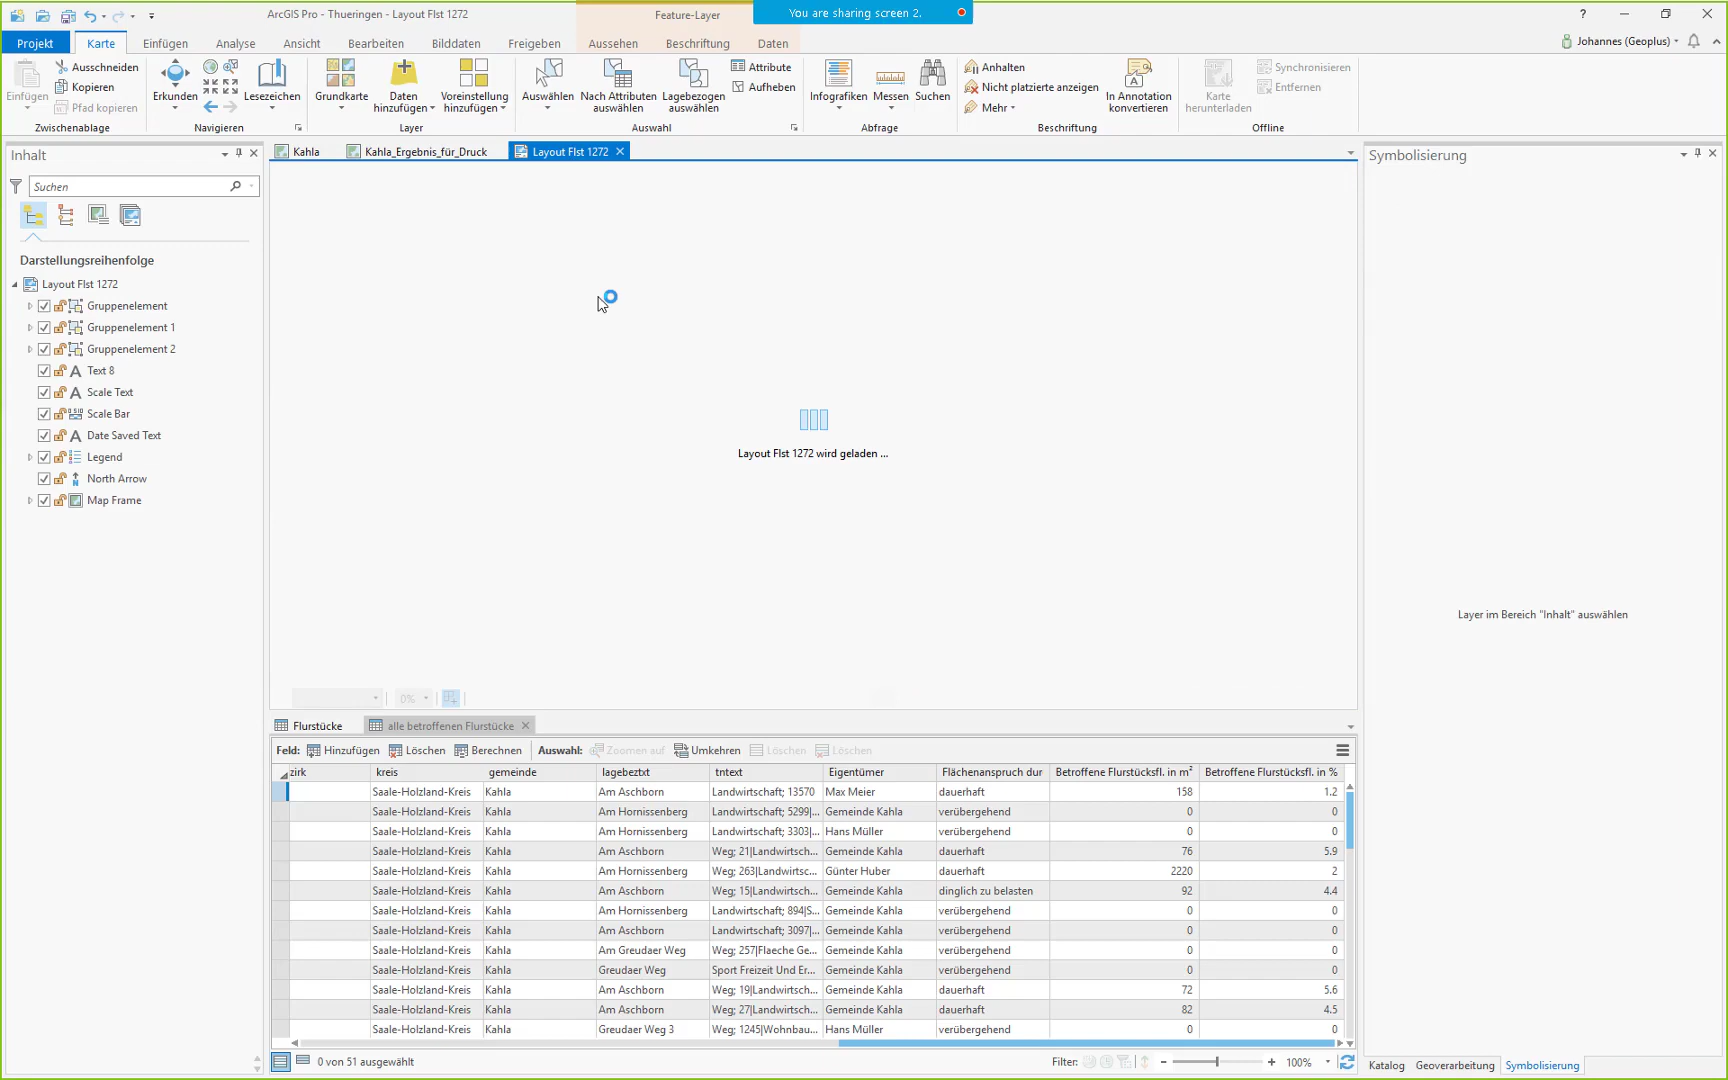 ArcGIS Pro - Thueringen - Layout Flst 1272
Feature-Layer
You are sharing screen 2.
?
Projekt
Karte
Einfügen
Analyse
Ansicht
Bearbeiten
Bilddaten
Freigeben
Aussehen
Beschriftung
Daten
Johannes (Geoplus)
Einfügen
Ausschneiden
Kopieren
Pfad kopieren
Zwischenablage
Erkunden
Lesezeichen
Navigieren
Grundkarte
Daten
hinzufügen
Voreinstellung
hinzufügen
Layer
Auswählen
Nach Attributen
auswählen
Lagebezogen
auswählen
Attribute
Aufheben
Auswahl
Infografiken
Messen
Suchen
Abfrage
Anhalten
Nicht platzierte anzeigen
Mehr
In Annotation
konvertieren
Beschriftung
Karte
herunterladen
Synchronisieren
Entfernen
Offline
Inhalt
Suchen
Darstellungsreihenfolge
Layout Flst 1272
Gruppenelement
Gruppenelement 1
Gruppenelement 2
Text 8
Scale Text
Scale Bar
Date Saved Text
Legend
North Arrow
Map Frame
Kahla
Kahla_Ergebnis_für_Druck
Layout Flst 1272
Layout Flst 1272 wird geladen ...
0%
Symbolisierung
Layer im Bereich "Inhalt" auswählen
Flurstücke
alle betroffenen Flurstücke
Feld: Hinzufügen Löschen Berechnen Auswahl: Zoomen auf Umkehren Löschen Löschen
zirk kreis gemeinde lagebeztxt tntext Eigentümer Flächenanspruch dur Betroffene Flurstücksfl. in m² Betroffene Flurstücksfl. in %
Saale-Holzland-Kreis Kahla Am Aschborn Landwirtschaft; 13570 Max Meier dauerhaft 158 1.2
Saale-Holzland-Kreis Kahla Am Hornissenberg Landwirtschaft; 5299|... Gemeinde Kahla verübergehend 0 0
Saale-Holzland-Kreis Kahla Am Hornissenberg Landwirtschaft; 3303|... Hans Müller verübergehend 0 0
Saale-Holzland-Kreis Kahla Am Aschborn Weg; 21|Landwirtsch... Gemeinde Kahla dauerhaft 76 5.9
Saale-Holzland-Kreis Kahla Am Hornissenberg Weg; 263|Landwirtsc... Günter Huber dauerhaft 2220 2
Saale-Holzland-Kreis Kahla Am Aschborn Weg; 15|Landwirtsch... Gemeinde Kahla dinglich zu belasten 92 4.4
Saale-Holzland-Kreis Kahla Am Hornissenberg Landwirtschaft; 894|S... Gemeinde Kahla verübergehend 0 0
Saale-Holzland-Kreis Kahla Am Aschborn Landwirtschaft; 3097|... Gemeinde Kahla verübergehend 0 0
Saale-Holzland-Kreis Kahla Am Greudaer Weg Weg; 257|Flaeche Ge... Gemeinde Kahla verübergehend 0 0
Saale-Holzland-Kreis Kahla Greudaer Weg Sport Freizeit Und Er... Gemeinde Kahla verübergehend 0 0
Saale-Holzland-Kreis Kahla Am Aschborn Weg; 19|Landwirtsch... Gemeinde Kahla dauerhaft 72 5.6
Saale-Holzland-Kreis Kahla Am Aschborn Weg; 27|Landwirtsch... Gemeinde Kahla dauerhaft 82 4.5
Saale-Holzland-Kreis Kahla Greudaer Weg 3 Weg; 1245|Wohnbau... Hans Müller verübergehend 0 0
0 von 51 ausgewählt
Filter:
100%
Katalog Geoverarbeitung Symbolisierung